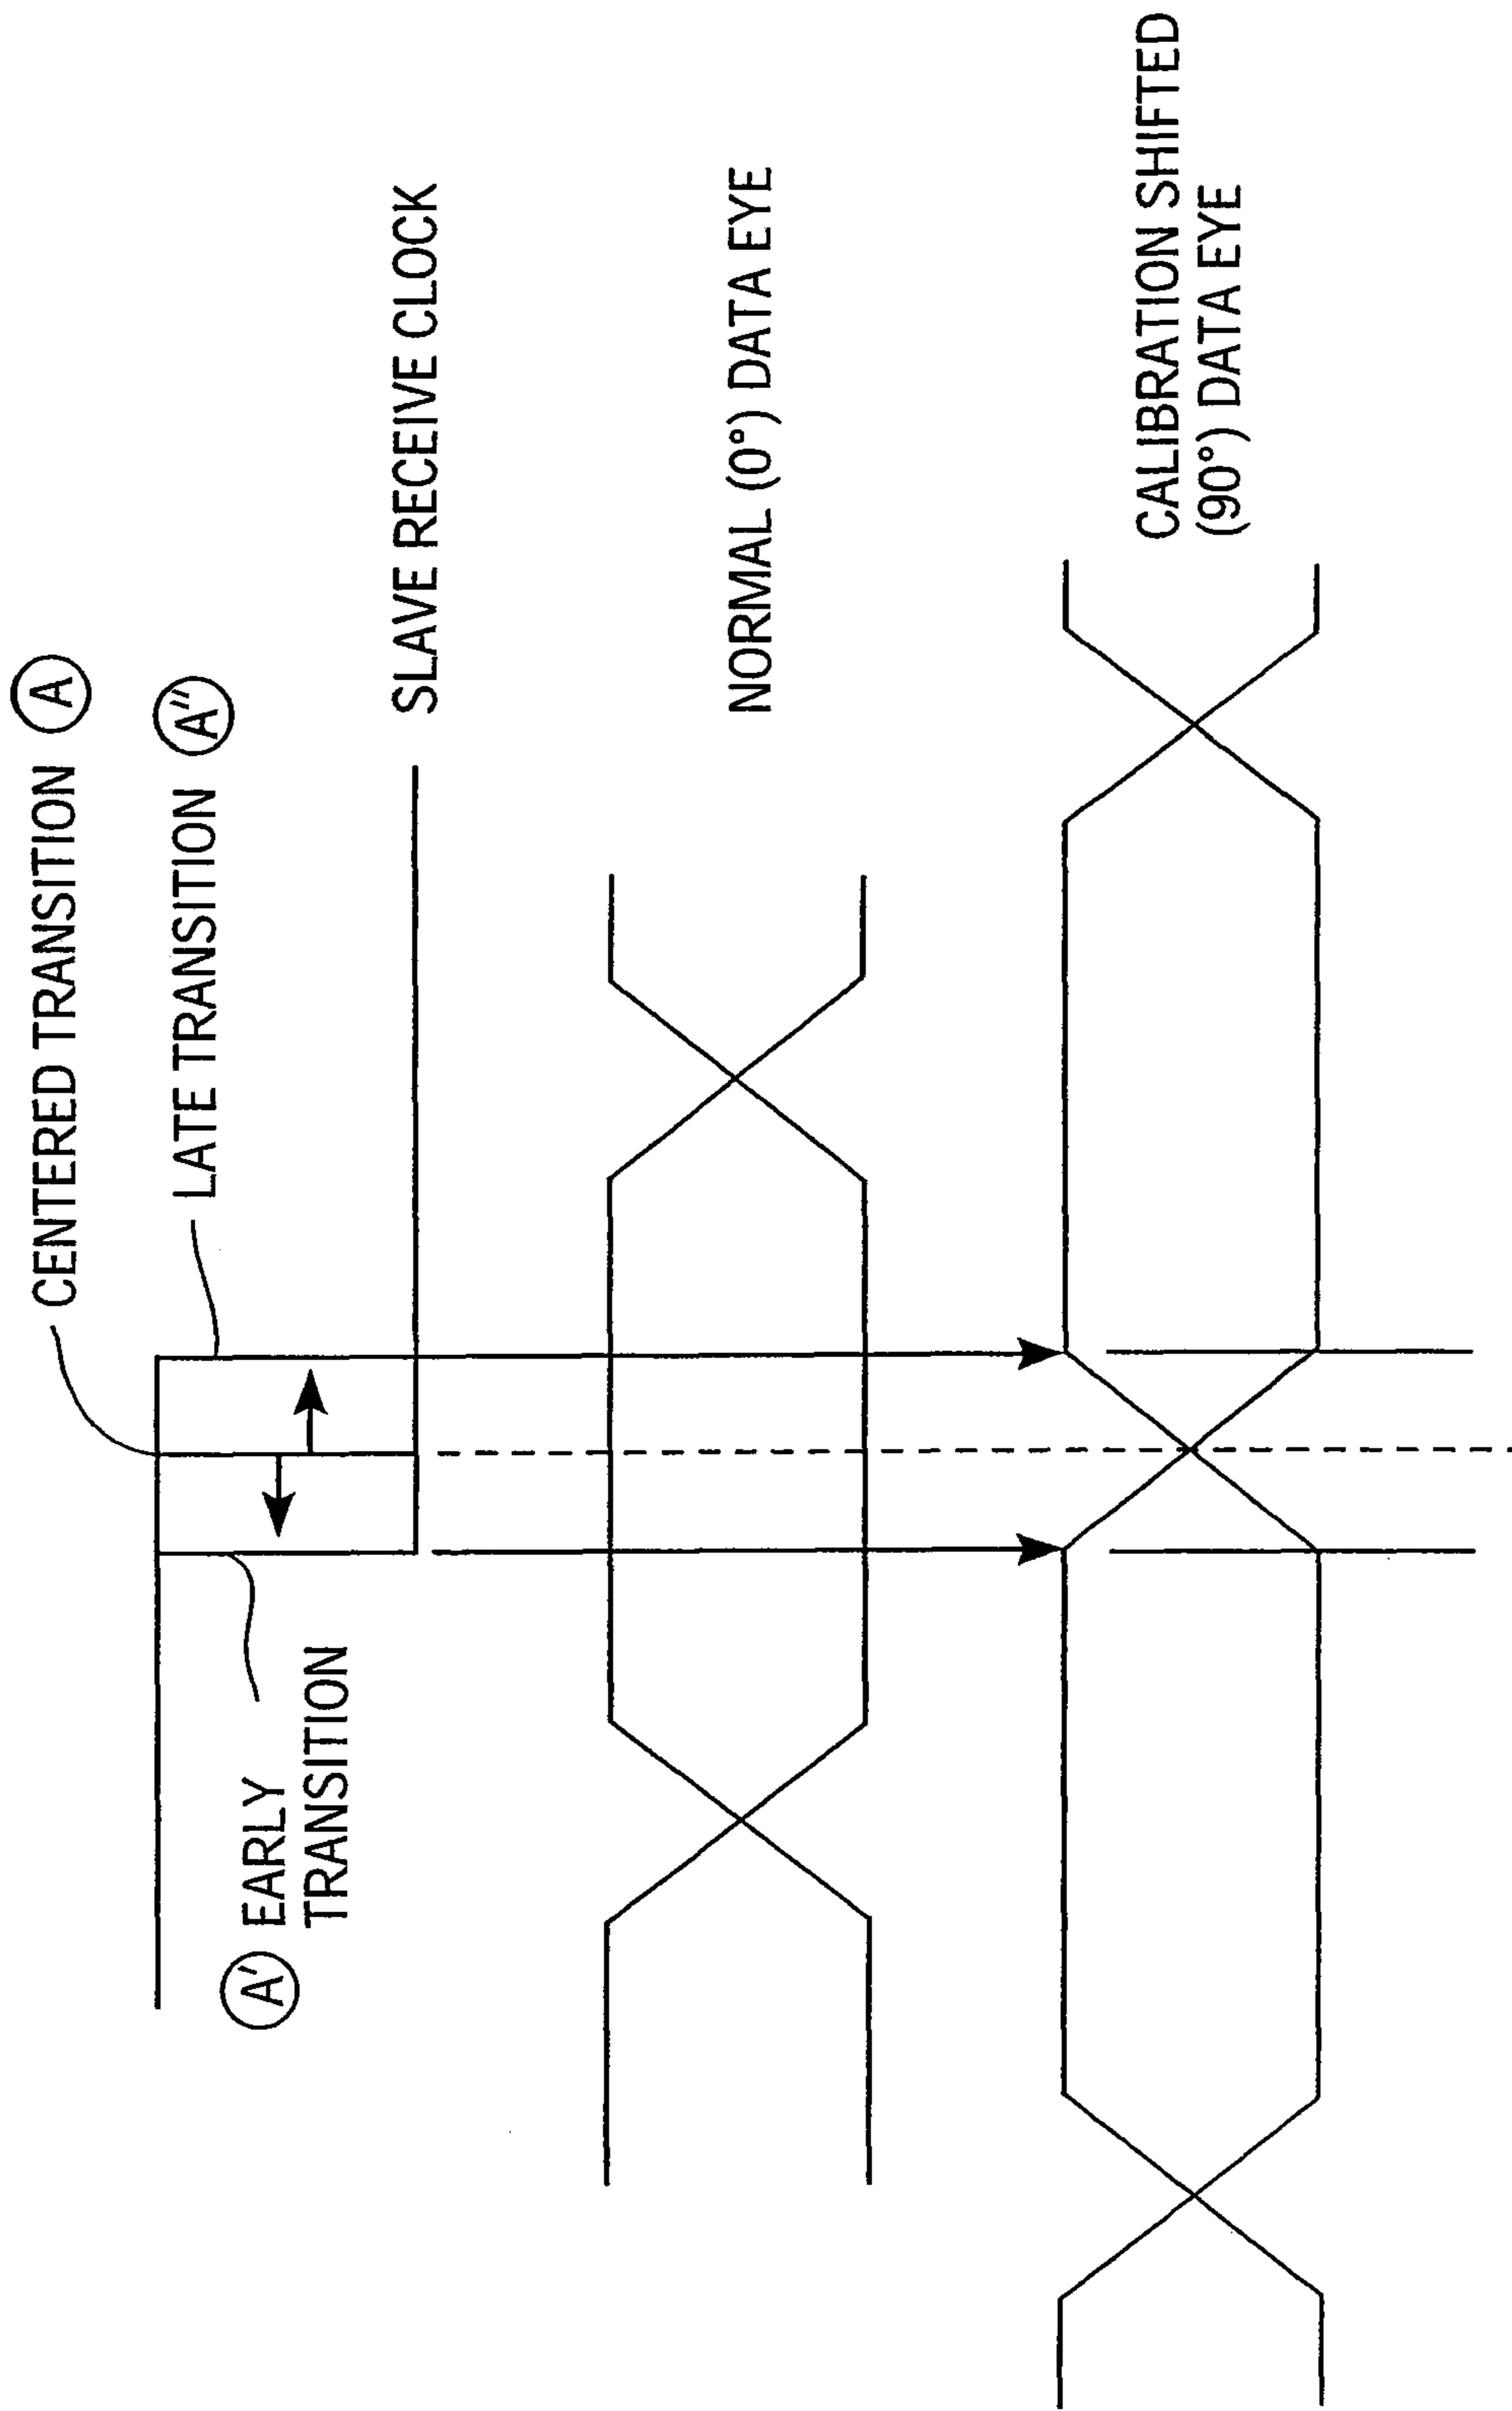 CENTERED TRANSITION A
LATE TRANSITION A"
A' EARLY
TRANSITION
SLAVE RECEIVE CLOCK
NORMAL (0°) DATA EYE
CALIBRATION SHIFTED
(90°) DATA EYE